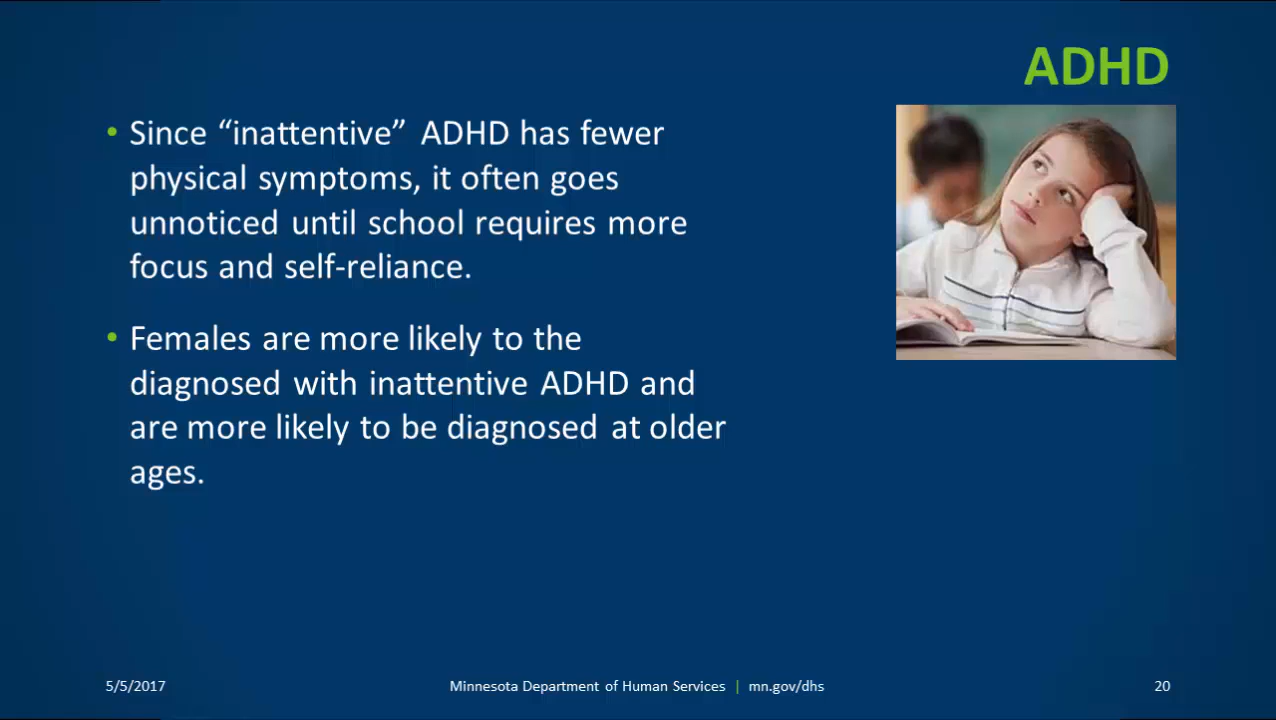 ADHD
• Since “inattentive” ADHD has fewer
physical symptoms, it often goes
unnoticed until school requires more
focus and self-reliance.
• Females are more likely to the
diagnosed with inattentive ADHD and
are more likely to be diagnosed at older
ages.
5/5/2017
Minnesota Department of Human Services | mn.gov/dhs
20